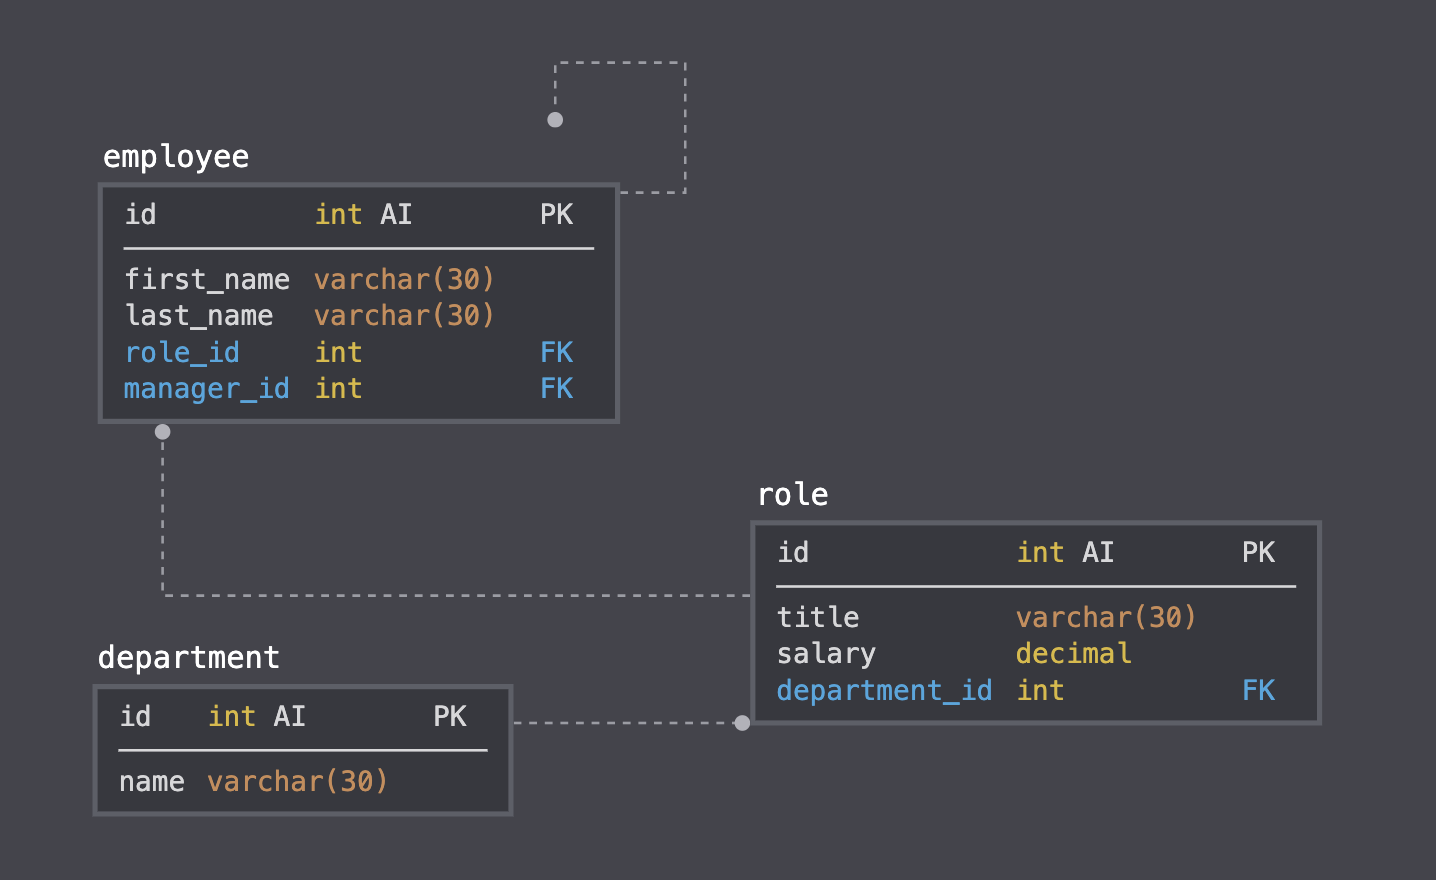 employee
id int AI PK
first_name varchar(30)
last_name varchar(30)
role_id int FK
manager_id int FK
role
id int AI PK
title varchar(30)
salary decimal
department_id int FK
department
id int AI PK
name varchar(30)